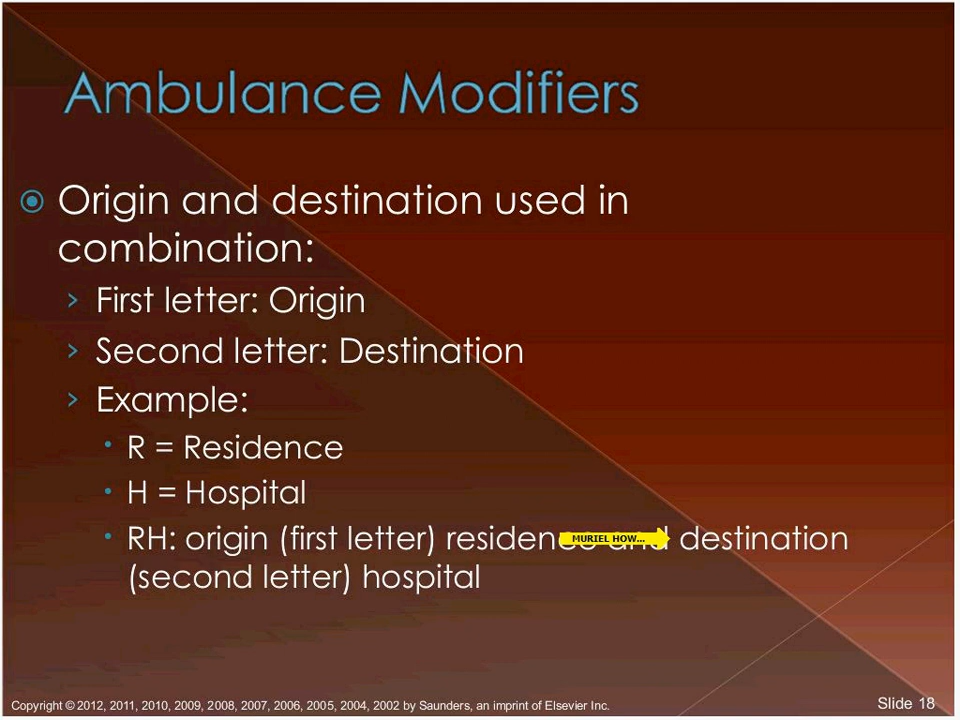 Ambulance Modifiers
Origin and destination used in
combination:
First letter: Origin
Second letter: Destination
Example:
R = Residence
H = Hospital
RH: origin (first letter) residence and destination
(second letter) hospital
MURIEL HOW...
Copyright © 2012, 2011, 2010, 2009, 2008, 2007, 2006, 2005, 2004, 2002 by Saunders, an imprint of Elsevier Inc.
Slide 18